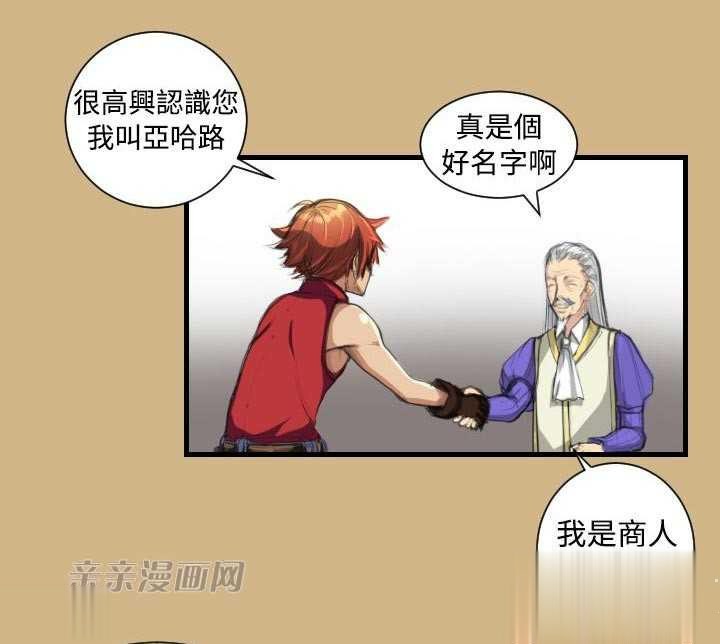 很高興認識您
我叫亞哈路
真是個
好名字啊
我是商人
亲亲漫画网